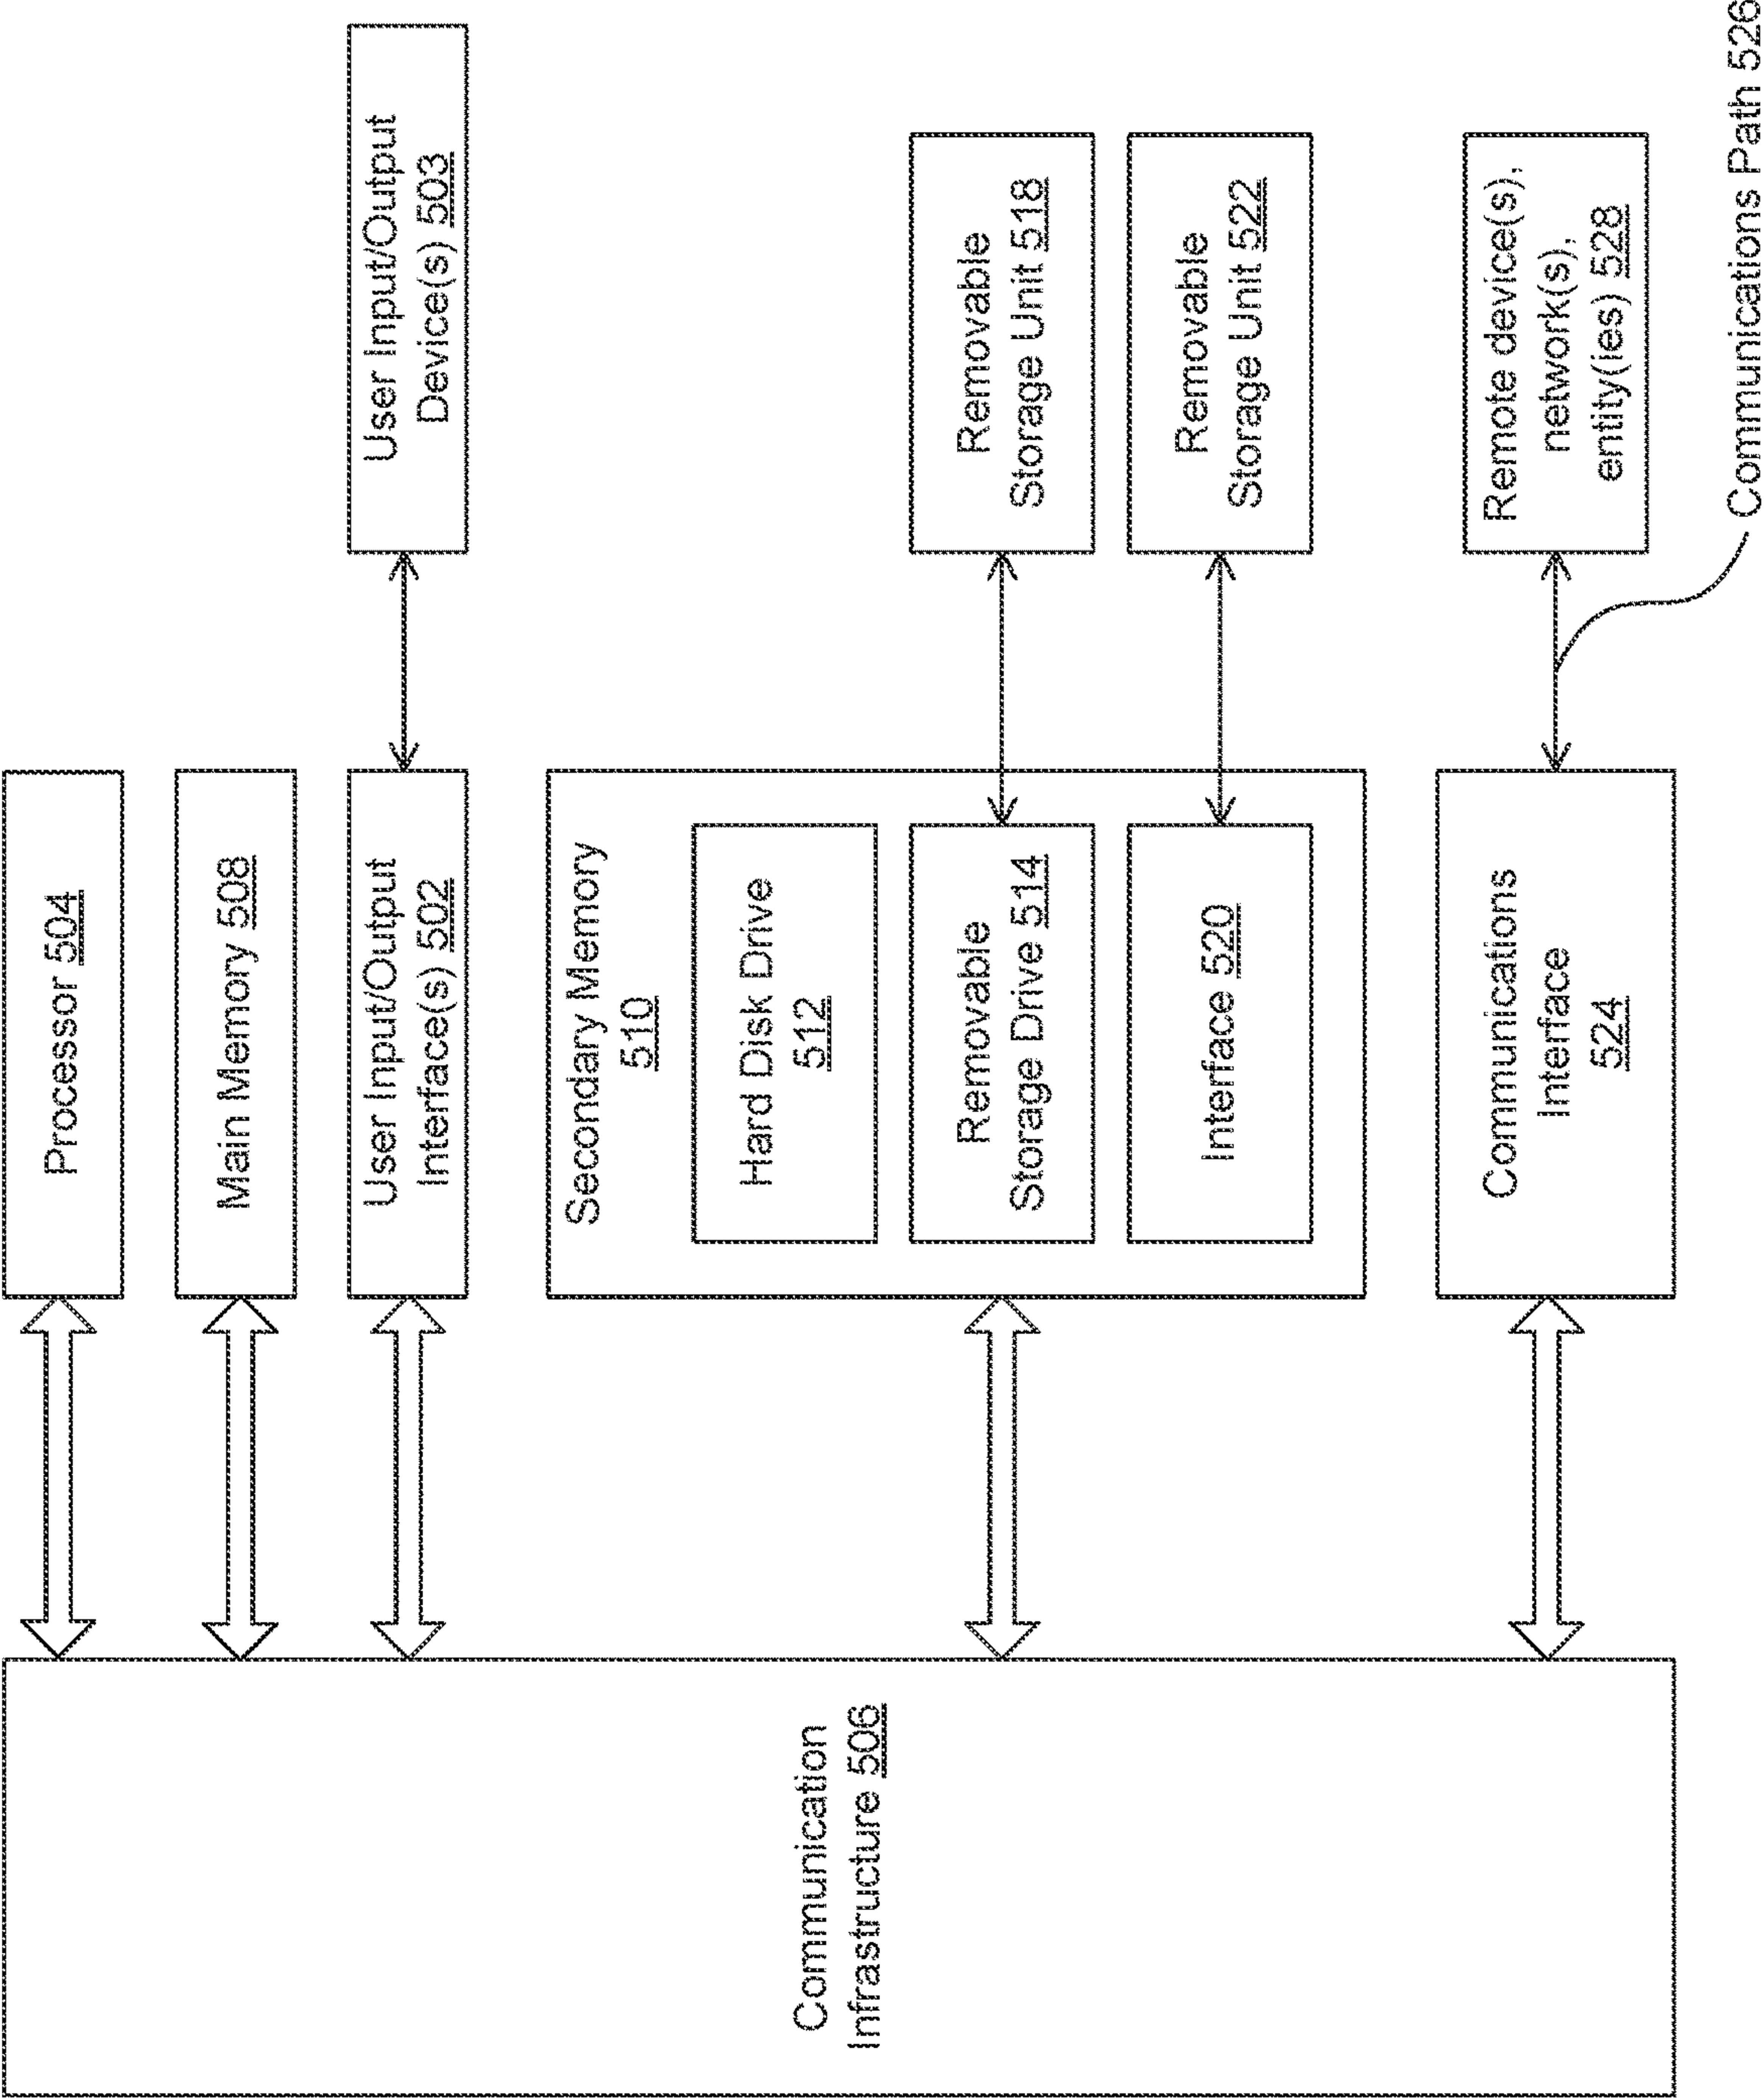 Processor 504
Main Memory 508
User Input/Output
Interface(s) 502
User Input/Output
Device(s) 503
Secondary Memory
510
Hard Disk Drive
512
Removable
Storage Drive 514
Removable
Storage Unit 518
Interface 520
Removable
Storage Unit 522
Communications
Interface
524
Remote device(s),
network(s),
entity(ies) 528
Communications Path 526
Communication
Infrastructure 506